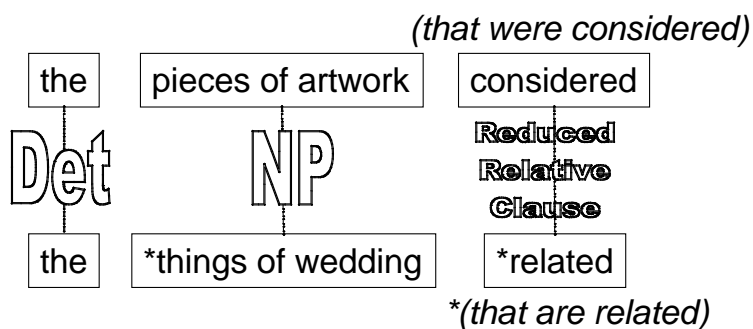 (that were considered)
the pieces of artwork considered
Det NP Reduced
Relative
Clause
the *things of wedding *related
*(that are related)